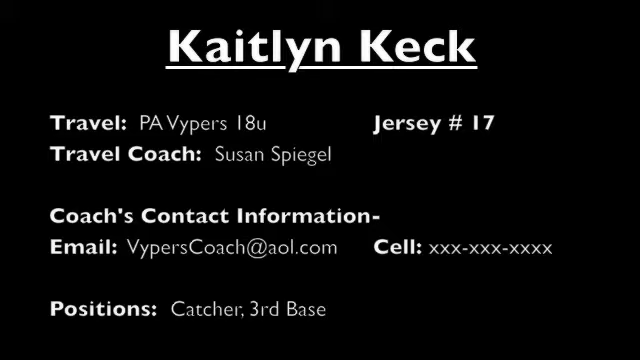 Kaitlyn Keck
Travel: PA Vypers 18u Jersey # 17
Travel Coach: Susan Spiegel
Coach's Contact Information-
Email: VypersCoach@aol.com Cell: xxx-xxx-xxxx
Positions: Catcher, 3rd Base